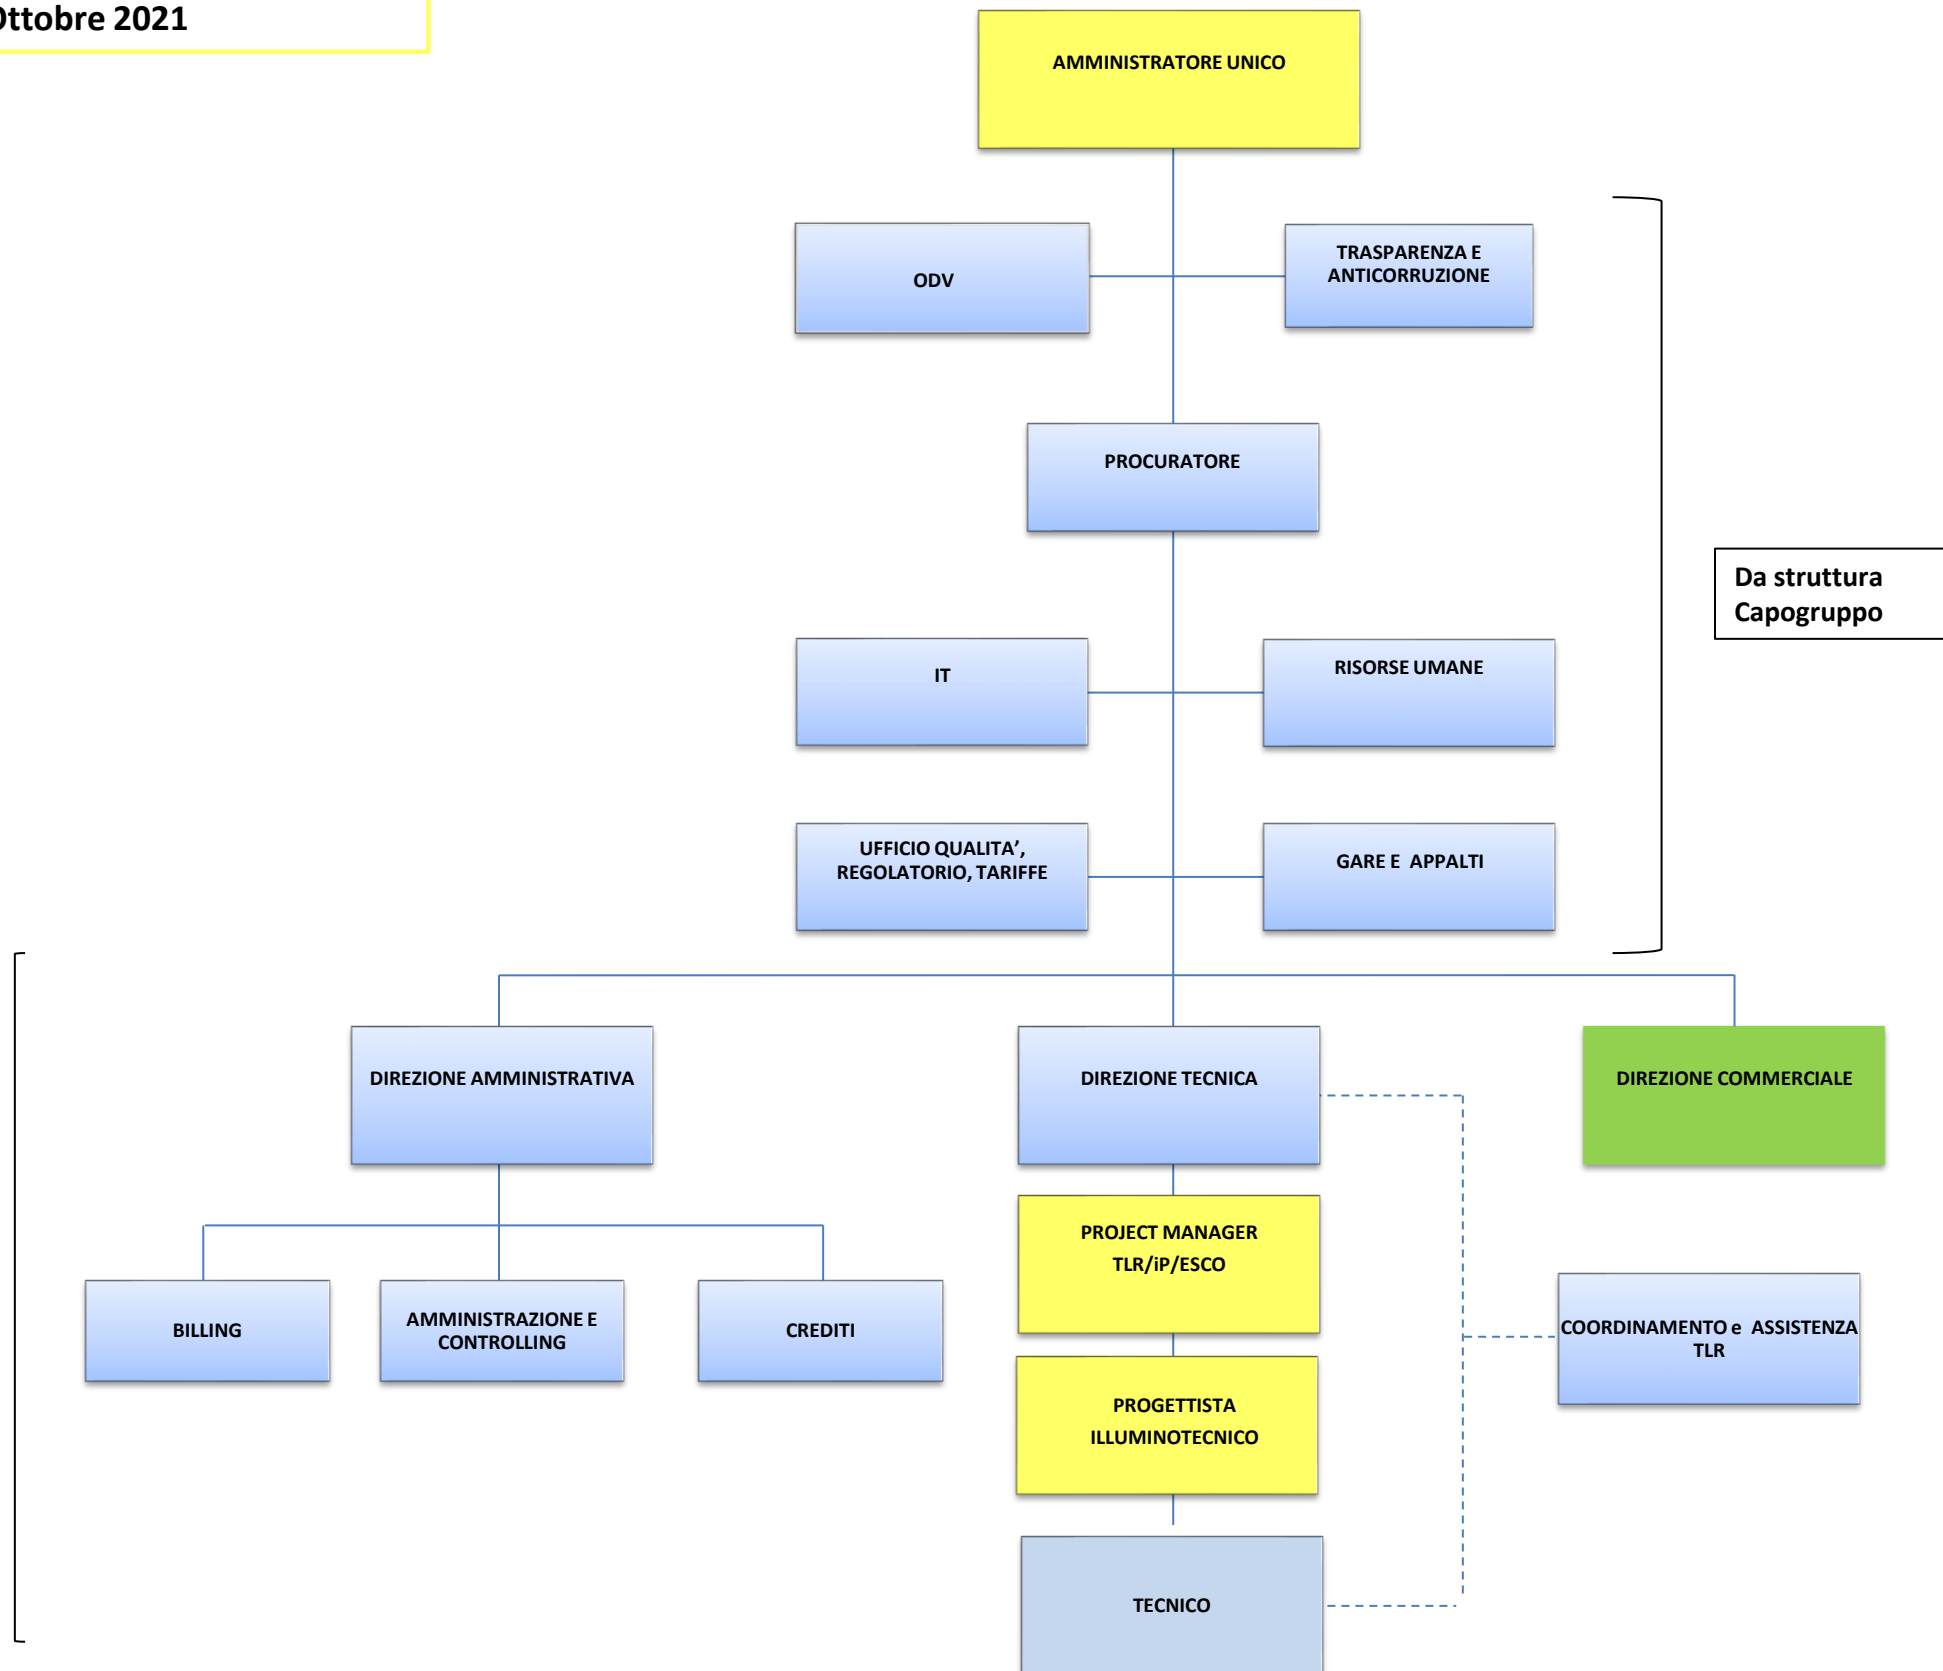 Ottobre 2021
AMMINISTRATORE UNICO
ODV
TRASPARENZA E
ANTICORRUZIONE
PROCURATORE
Da struttura
Capogruppo
IT
RISORSE UMANE
UFFICIO QUALITA’,
REGOLATORIO, TARIFFE
GARE E APPALTI
DIREZIONE AMMINISTRATIVA
DIREZIONE TECNICA
DIREZIONE COMMERCIALE
PROJECT MANAGER
TLR/iP/ESCO
BILLING
AMMINISTRAZIONE E
CONTROLLING
CREDITI
COORDINAMENTO e ASSISTENZA
TLR
PROGETTISTA
ILLUMINOTECNICO
TECNICO